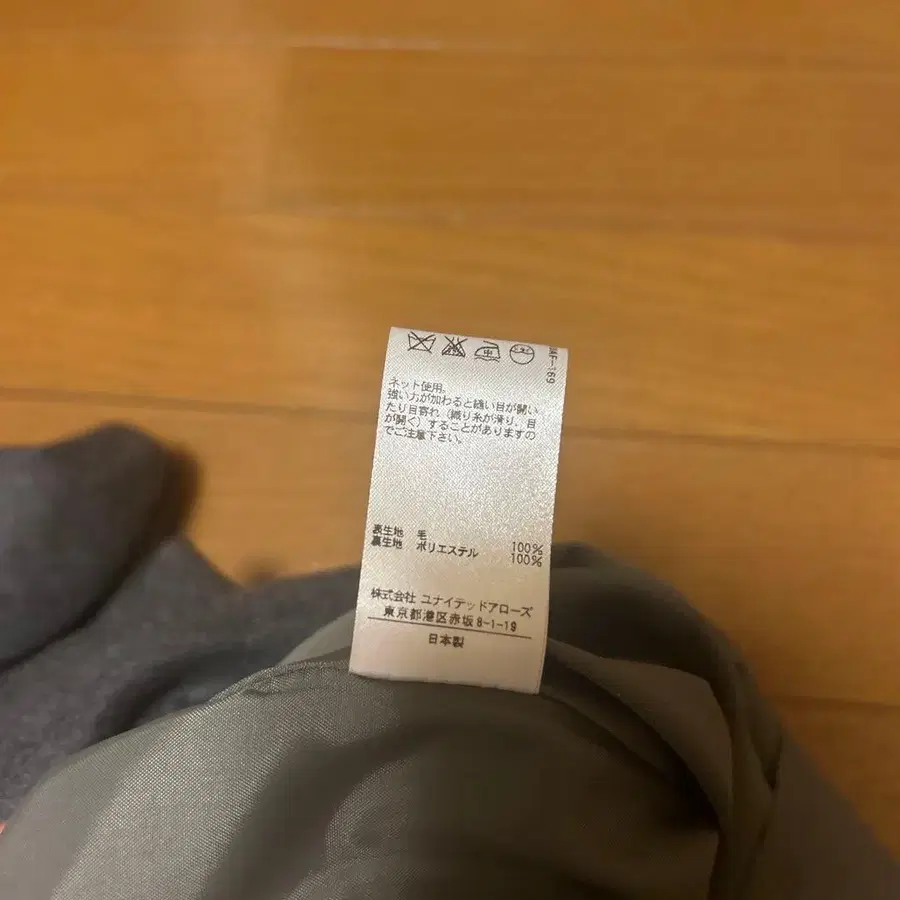 ネット使用。
強い力が加わると縫い目が開い
たり目寄れ（織り糸が滑り、目
が開く）することがありますの
でご注意下さい。
表生地 毛 100%
裏生地 ポリエステル 100%
株式会社 ユナイテッドアローズ
東京都港区赤坂8-1-19
日本製